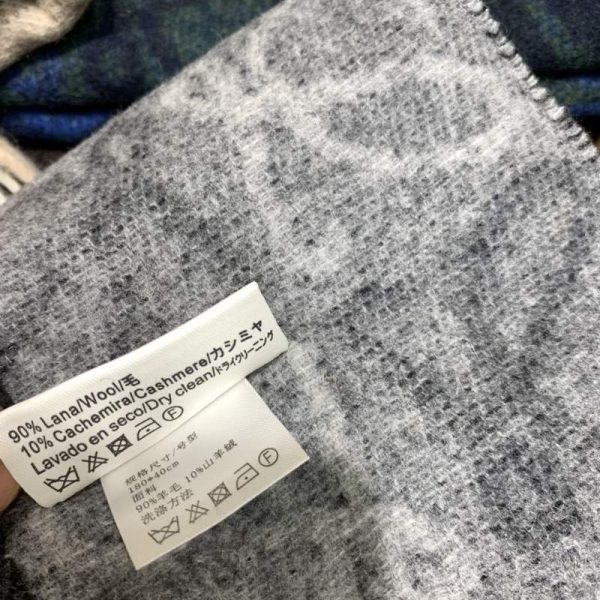 90% Lana/Wool/毛
10% Cachemira/Cashmere/カシミヤ
Lavado en seco/Dry clean/ドライクリーニング
F
规格尺寸/号型
180*40cm
面料
90%羊毛 10%山羊绒
洗涤方法
F